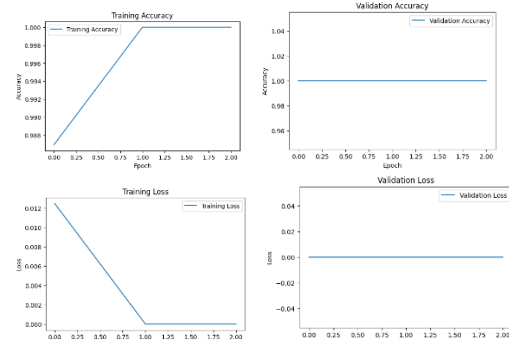 Training Accuracy
Training Accuracy
1.000
0.998
0.996
0.994
0.992
0.990
0.988
Accuracy
0.00 0.25 0.50 0.75 1.00 1.25 1.50 1.75 2.00
Epoch
Validation Accuracy
Validation Accuracy
1.04
1.02
1.00
0.98
0.96
Accuracy
0.00 0.25 0.50 0.75 1.00 1.25 1.50 1.75 2.00
Epoch
Training Loss
Training Loss
0.012
0.010
0.008
0.006
0.004
0.002
0.000
Loss
0.00 0.25 0.50 0.75 1.00 1.25 1.50 1.75 2.00
Validation Loss
Validation Loss
0.04
0.02
0.00
−0.02
−0.04
Loss
0.00 0.25 0.50 0.75 1.00 1.25 1.50 1.75 2.00